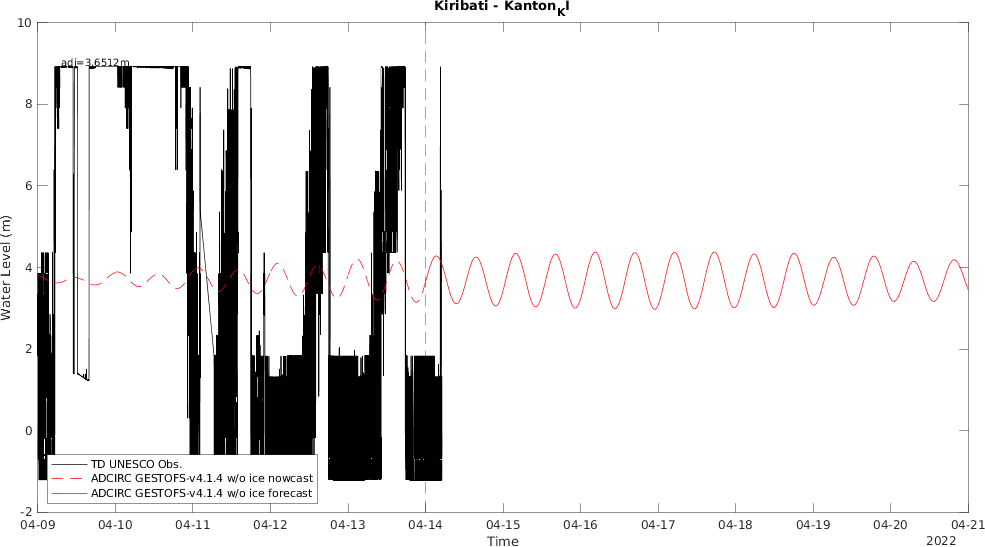 Kiribati - Kanton_KI
adj=3.6512m
Water Level (m)
10
8
6
4
2
0
-2
TD UNESCO Obs.
ADCIRC GESTOFS-v4.1.4 w/o ice nowcast
ADCIRC GESTOFS-v4.1.4 w/o ice forecast
04-09 04-10 04-11 04-12 04-13 04-14 04-15 04-16 04-17 04-18 04-19 04-20 04-21
Time
2022